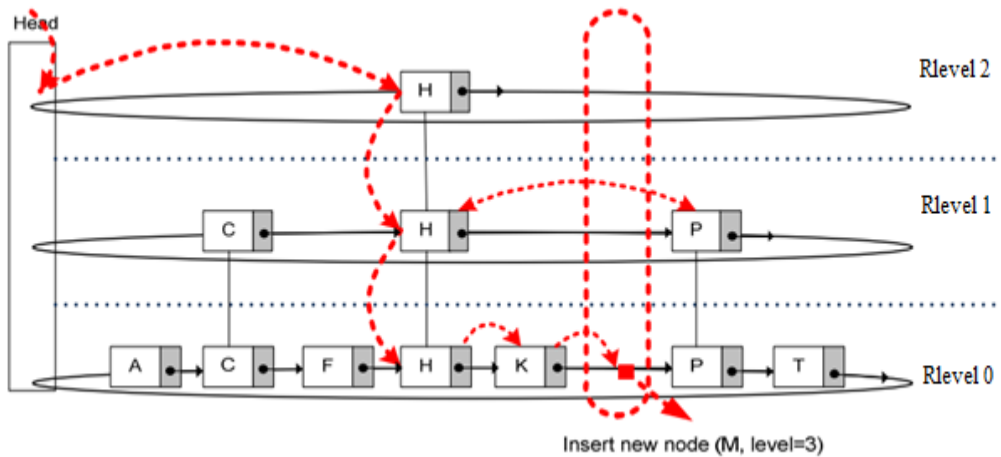 Head
H
Rlevel 2
C H P
Rlevel 1
A C F H K P T
Rlevel 0
Insert new node (M, level=3)